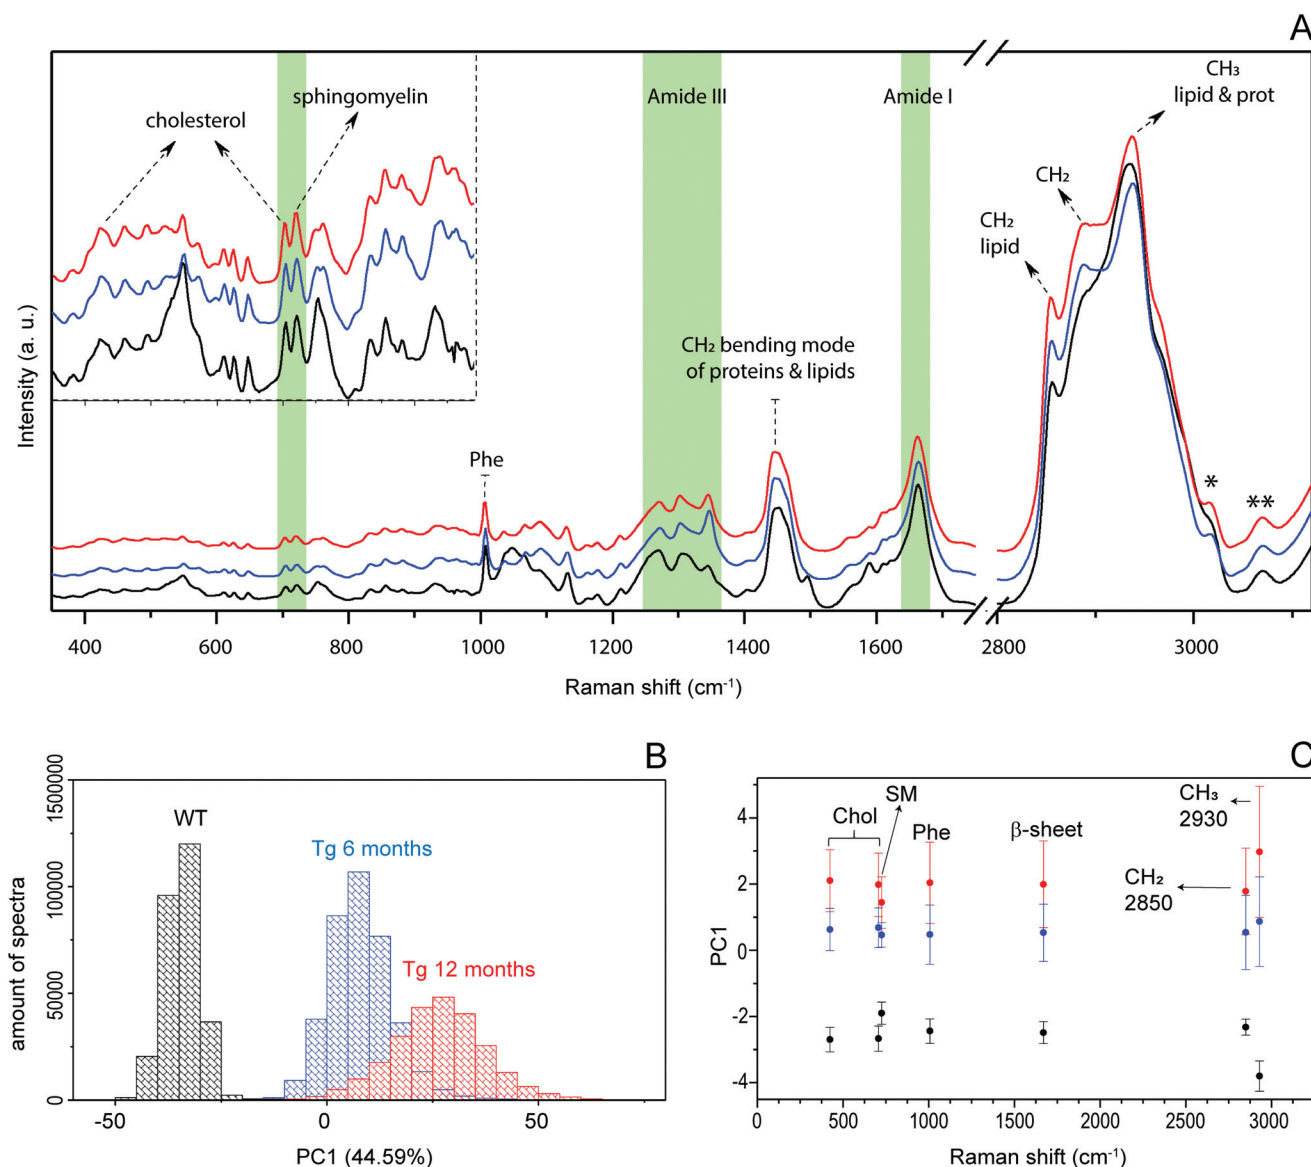 A
cholesterol
sphingomyelin
Amide III
Amide I
CH₃
lipid & prot
CH₂
CH₂
lipid
CH₂ bending mode
of proteins & lipids
Phe
*
**
Intensity (a. u.)
400
600
800
1000
1200
1400
1600
2800
3000
Raman shift (cm⁻¹)
B
amount of spectra
150000
100000
50000
0
WT
Tg 6 months
Tg 12 months
-50
0
50
PC1 (44.59%)
C
PC1
4
2
0
-2
-4
Chol
SM
Phe
β-sheet
CH₃
2930
CH₂
2850
0
500
1000
1500
2000
2500
3000
Raman shift (cm⁻¹)